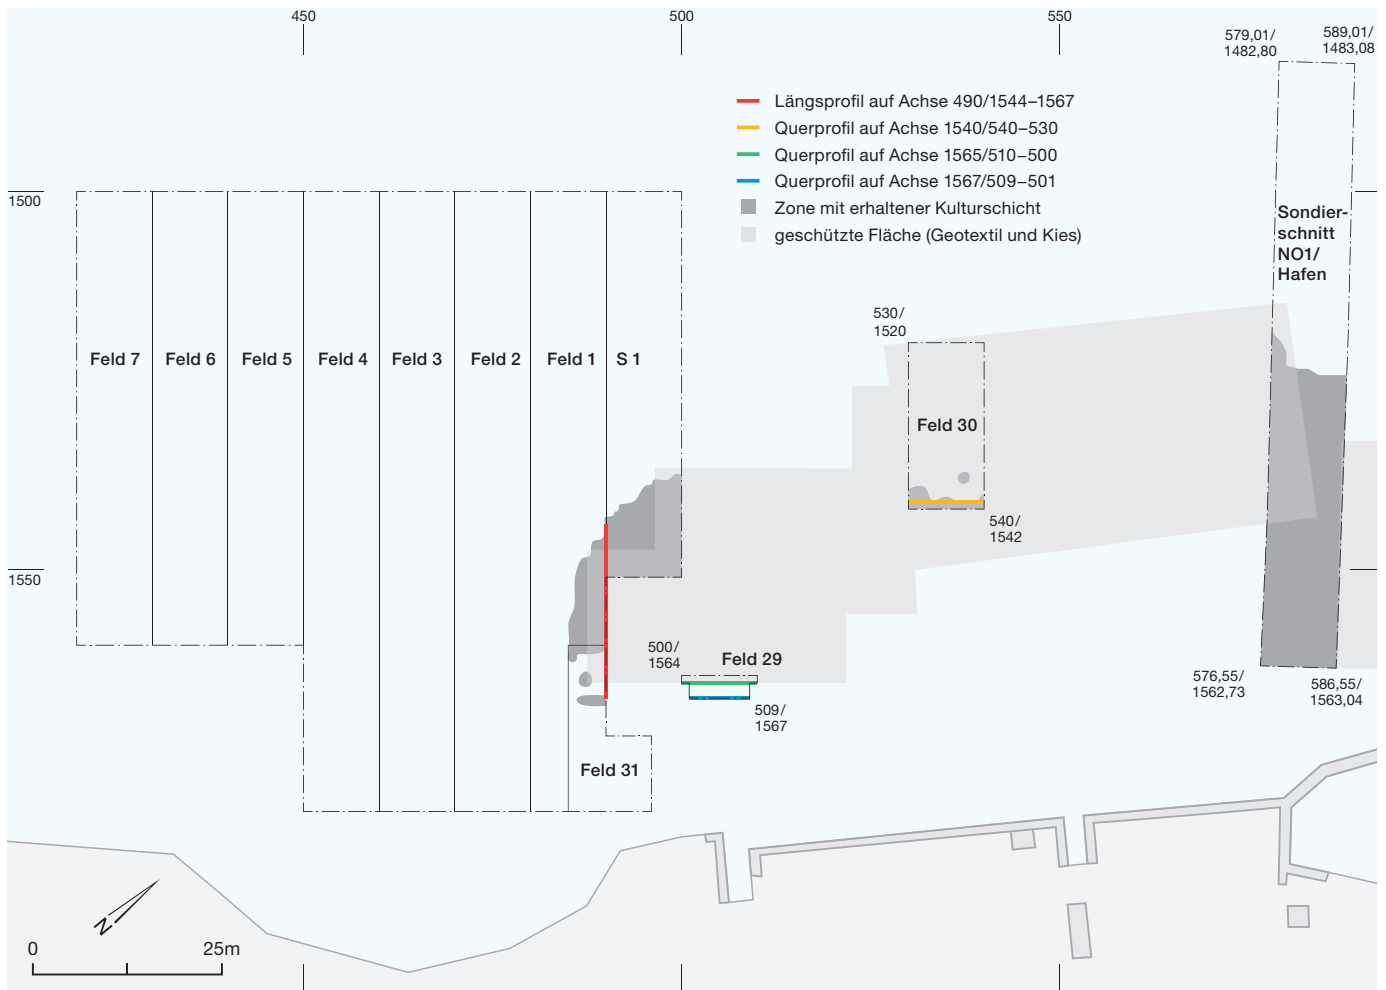 450
500
550
579,01/
1482,80
589,01/
1483,08
Längsprofil auf Achse 490/1544–1567
Querprofil auf Achse 1540/540–530
Querprofil auf Achse 1565/510–500
Querprofil auf Achse 1567/509–501
Zone mit erhaltener Kulturschicht
geschützte Fläche (Geotextil und Kies)
1500
Sondier-
schnitt
NO1/
Hafen
530/
1520
Feld 7
Feld 6
Feld 5
Feld 4
Feld 3
Feld 2
Feld 1
S 1
Feld 30
540/
1542
1550
500/
1564
Feld 29
576,55/
1562,73
586,55/
1563,04
509/
1567
Feld 31
N
0
25m